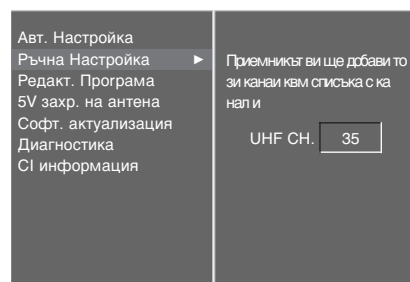 Авт. Настройка
Ръчна Настройка ►
Редакт. Програма
5V захр. на антена
Софт. актуализация
Диагностика
CI информация
Приемникът ви ще добави то
зи канаи квм списъка с ка
нал и
UHF CH. 35